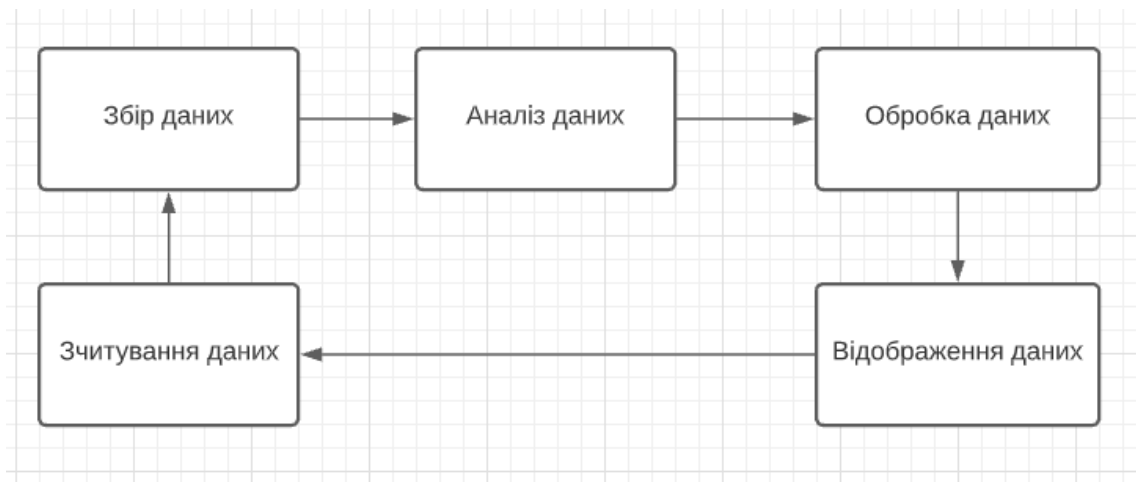 Збір даних
Аналіз даних
Обробка даних
Зчитування даних
Відображення даних